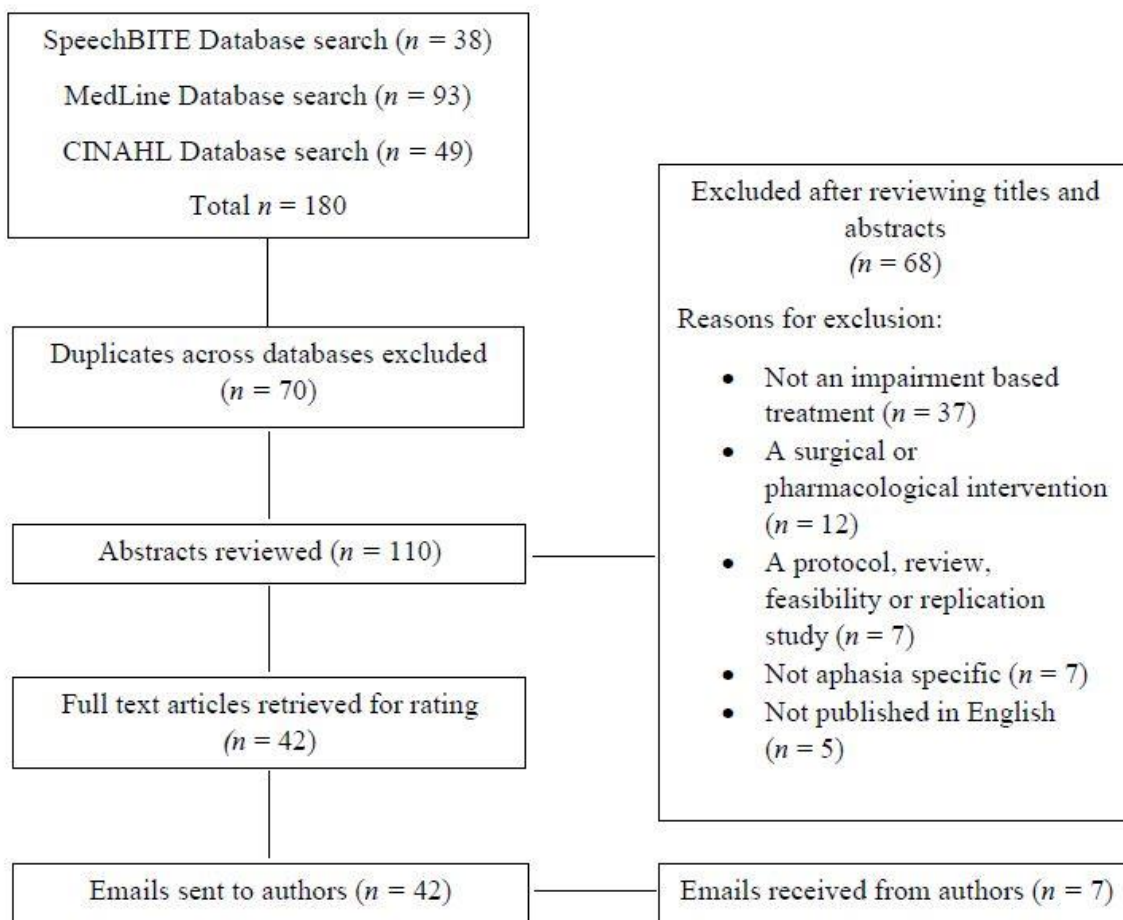 SpeechBITE Database search (n = 38)
MedLine Database search (n = 93)
CINAHL Database search (n = 49)
Total n = 180
Duplicates across databases excluded
(n = 70)
Abstracts reviewed (n = 110)
Excluded after reviewing titles and
abstracts
(n = 68)
Reasons for exclusion:
• Not an impairment based
treatment (n = 37)
• A surgical or
pharmacological intervention
(n = 12)
• A protocol, review,
feasibility or replication
study (n = 7)
• Not aphasia specific (n = 7)
• Not published in English
(n = 5)
Full text articles retrieved for rating
(n = 42)
Emails sent to authors (n = 42)
Emails received from authors (n = 7)